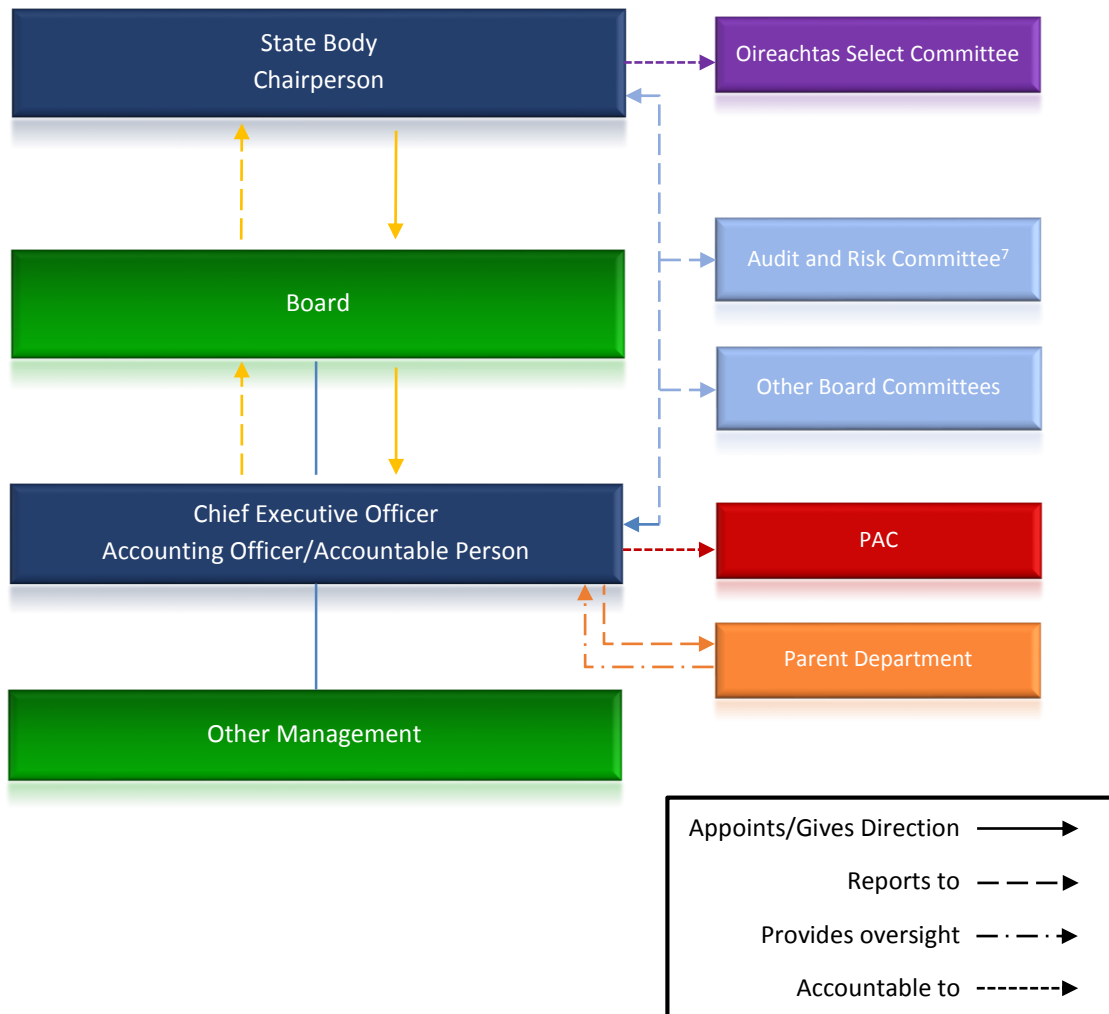 State Body
Chairperson
Oireachtas Select Committee
Board
Audit and Risk Committee⁷
Other Board Committees
Chief Executive Officer
Accounting Officer/Accountable Person
PAC
Parent Department
Other Management
Appoints/Gives Direction
Reports to
Provides oversight
Accountable to